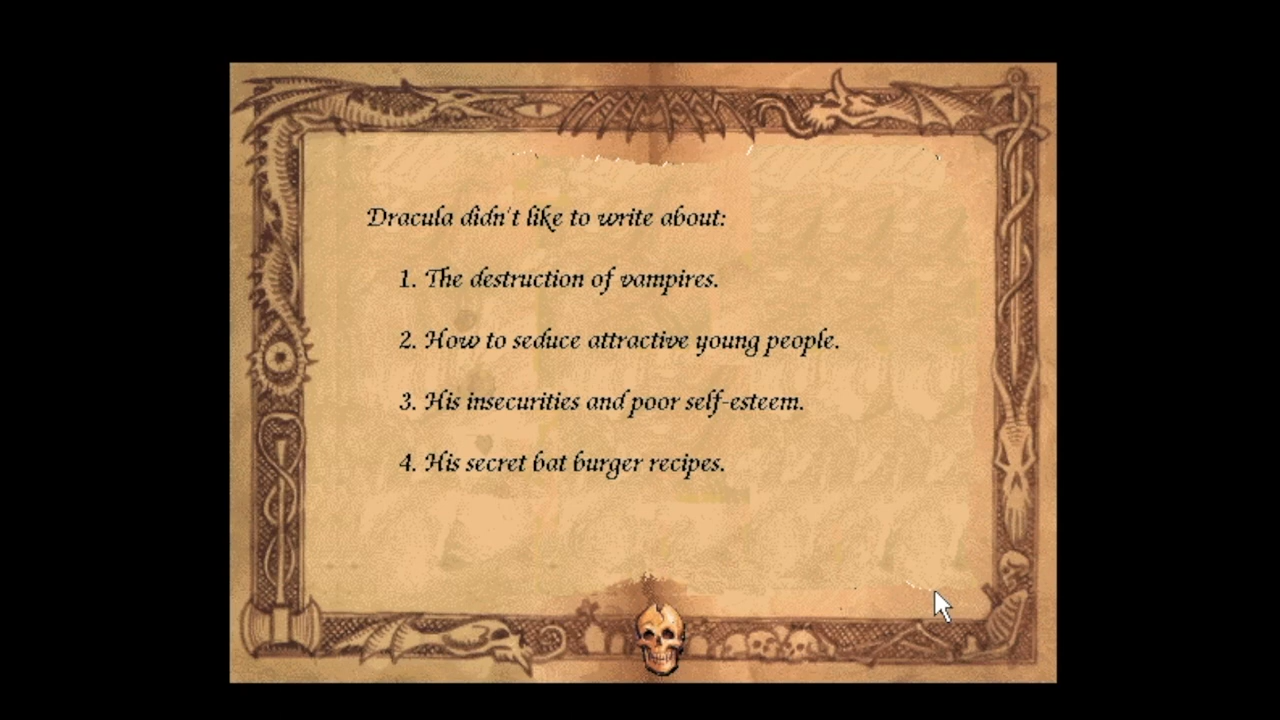 Dracula didn't like to write about:
1. The destruction of vampires.
2. How to seduce attractive young people.
3. His insecurities and poor self-esteem.
4. His secret bat burger recipes.